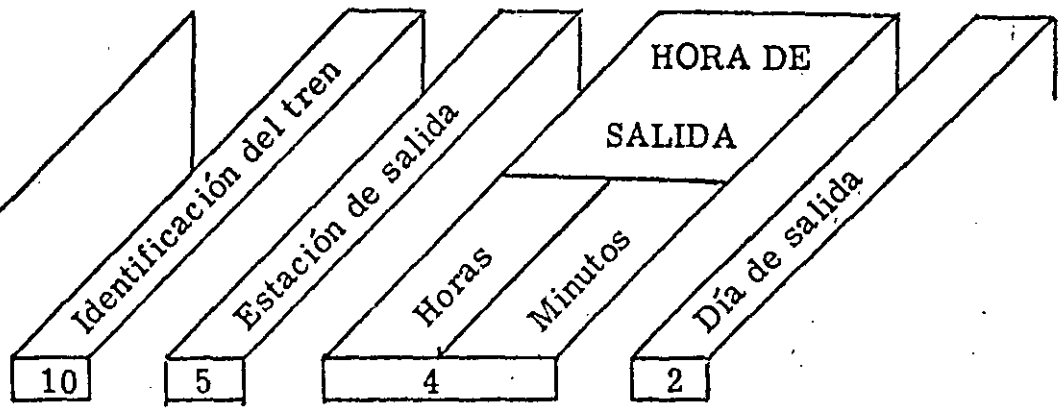 Identificación del tren
Estación de salida
HORA DE
SALIDA
Horas
Minutos
Día de salida
10
5
4
2